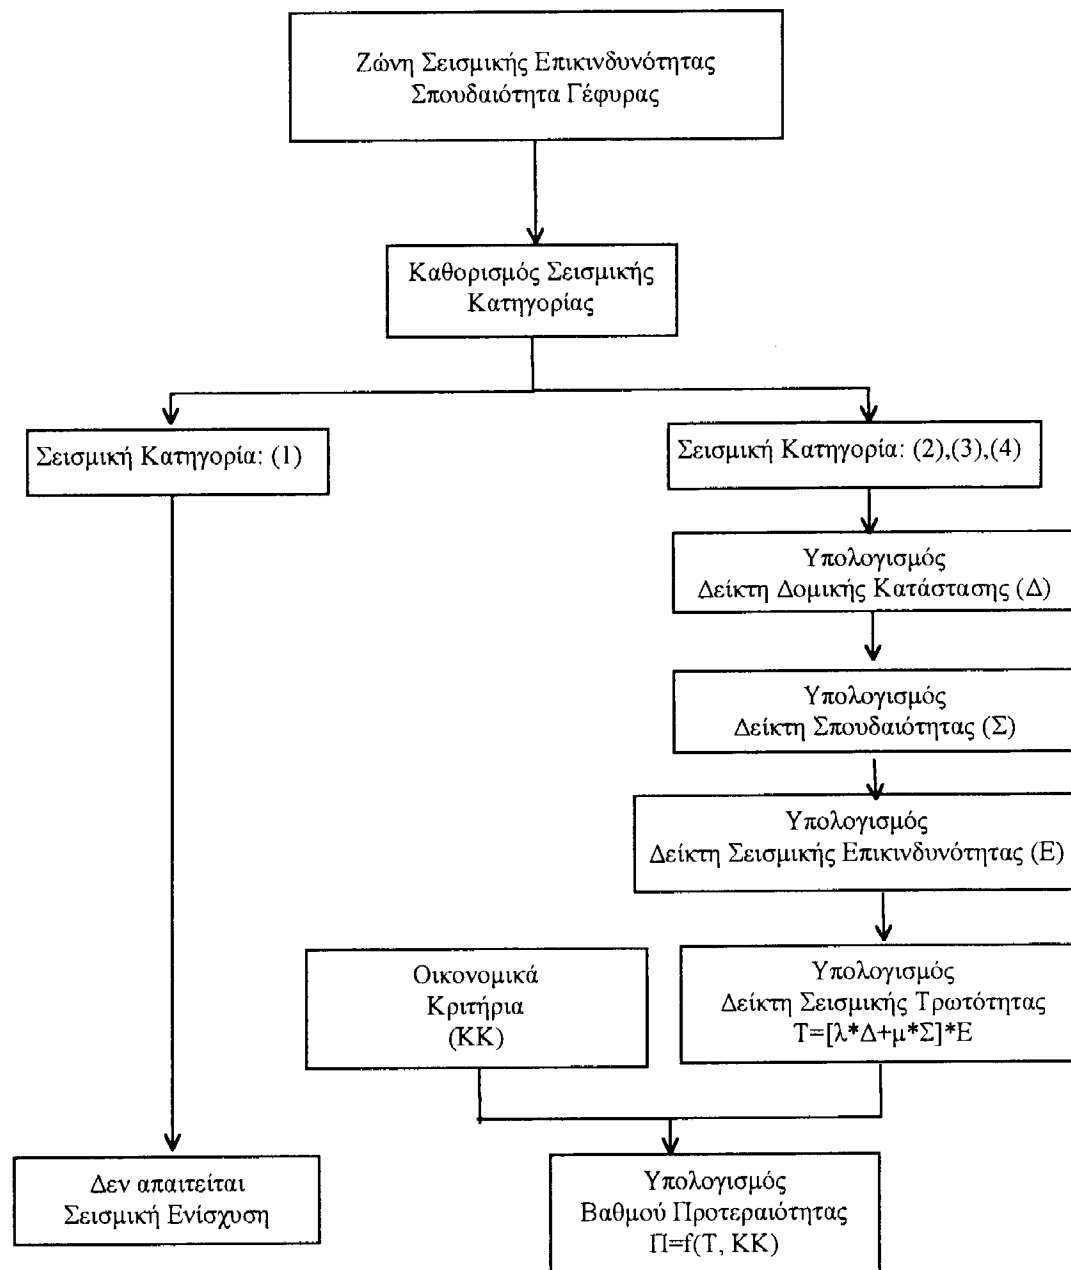 Ζώνη Σεισμικής Επικινδυνότητας
Σπουδαιότητα Γέφυρας
Καθορισμός Σεισμικής
Κατηγορίας
Σεισμική Κατηγορία: (1)
Σεισμική Κατηγορία: (2),(3),(4)
Υπολογισμός
Δείκτη Δομικής Κατάστασης (Δ)
Υπολογισμός
Δείκτη Σπουδαιότητας (Σ)
Υπολογισμός
Δείκτη Σεισμικής Επικινδυνότητας (Ε)
Οικονομικά
Κριτήρια
(ΚΚ)
Υπολογισμός
Δείκτη Σεισμικής Τρωτότητας
Τ=[λ*Δ+μ*Σ]*Ε
Δεν απαιτείται
Σεισμική Ενίσχυση
Υπολογισμός
Βαθμού Προτεραιότητας
Π=f(Τ, ΚΚ)